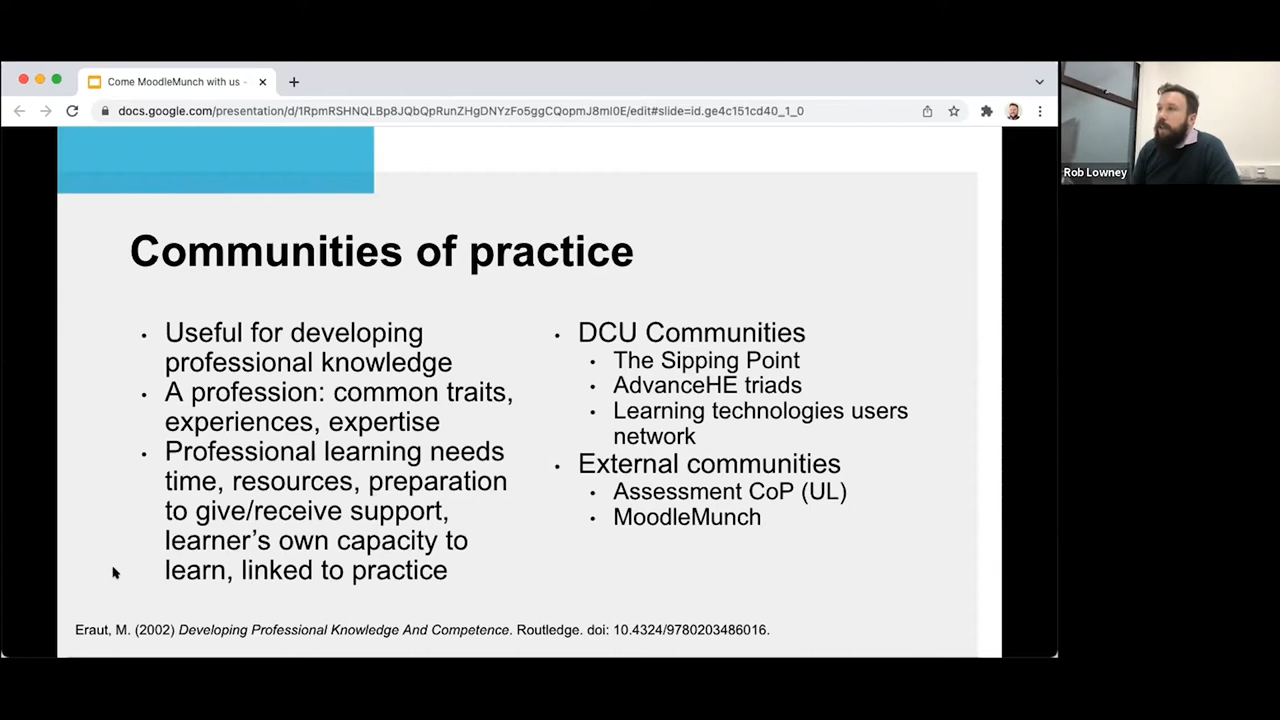 Come MoodleMunch with us -
docs.google.com/presentation/d/1RpmRSHNQLBp8JQbQpRunZHgDNYzFo5ggCQopmJ8mI0E/edit#slide=id.ge4c151cd40_1_0
Rob Lowney
Communities of practice
• Useful for developing
professional knowledge
• A profession: common traits,
experiences, expertise
• Professional learning needs
time, resources, preparation
to give/receive support,
learner's own capacity to
learn, linked to practice
• DCU Communities
• The Sipping Point
• AdvanceHE triads
• Learning technologies users
network
• External communities
• Assessment CoP (UL)
• MoodleMunch
Eraut, M. (2002) Developing Professional Knowledge And Competence. Routledge. doi: 10.4324/9780203486016.